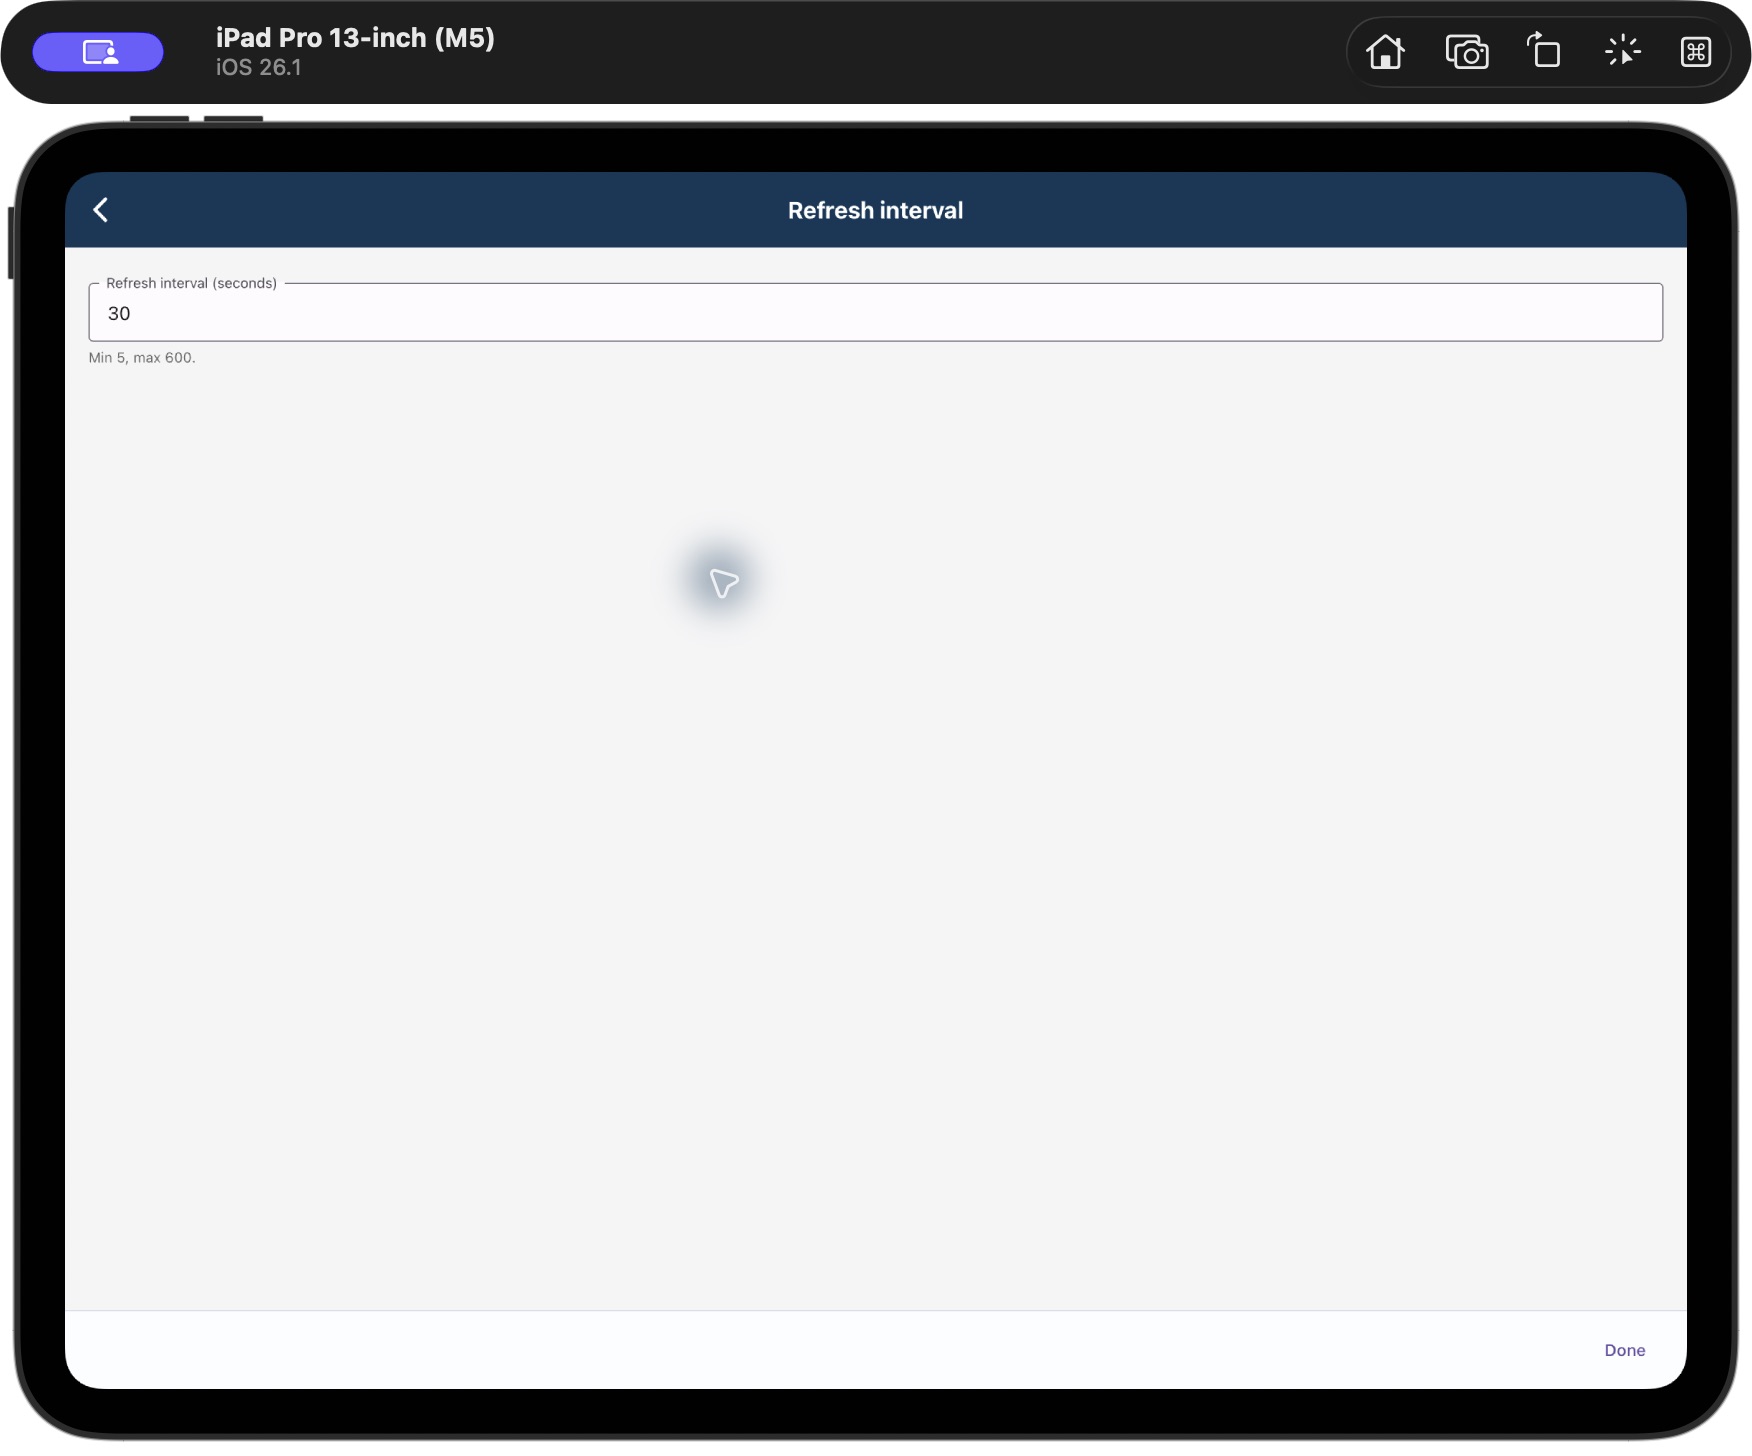 iPad Pro 13-inch (M5)
iOS 26.1
Refresh interval
Refresh interval (seconds)
30
Min 5, max 600.
Done